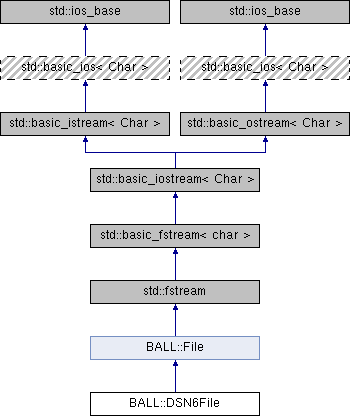 std::ios_base
std::ios_base
std::basic_ios< Char >
std::basic_ios< Char >
std::basic_istream< Char >
std::basic_ostream< Char >
std::basic_iostream< Char >
std::basic_fstream< char >
std::fstream
BALL::File
BALL::DSN6File